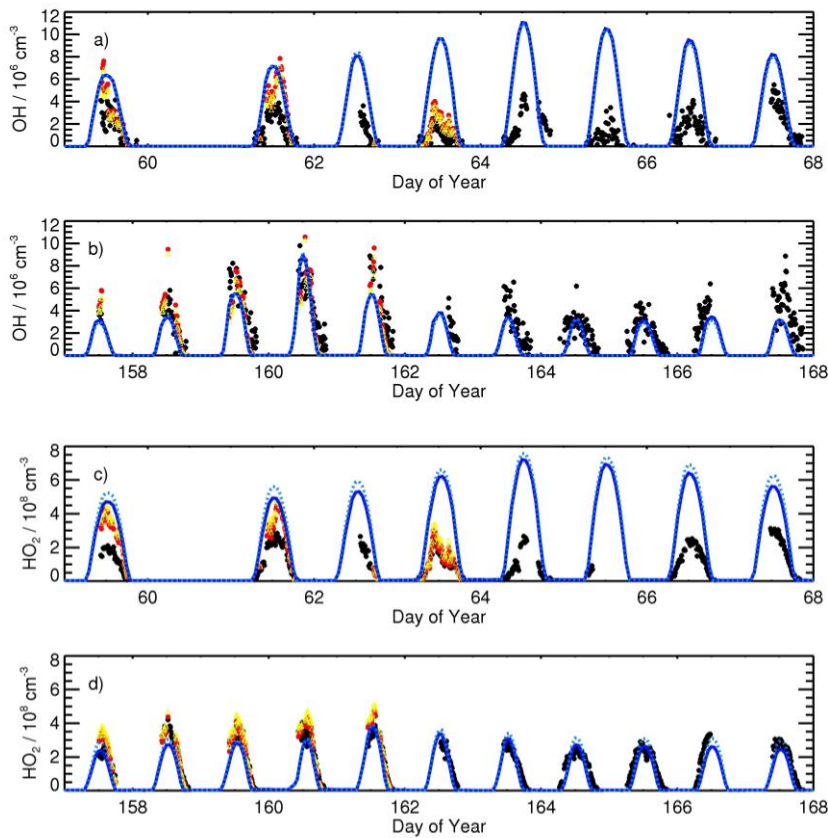 a)
OH / 10⁶ cm⁻³
12
10
8
6
4
2
0
60 62 64 66 68
Day of Year
b)
OH / 10⁶ cm⁻³
12
10
8
6
4
2
0
158 160 162 164 166 168
Day of Year
c)
HO₂ / 10⁸ cm⁻³
8
6
4
2
0
60 62 64 66 68
Day of Year
d)
HO₂ / 10⁸ cm⁻³
8
6
4
2
0
158 160 162 164 166 168
Day of Year